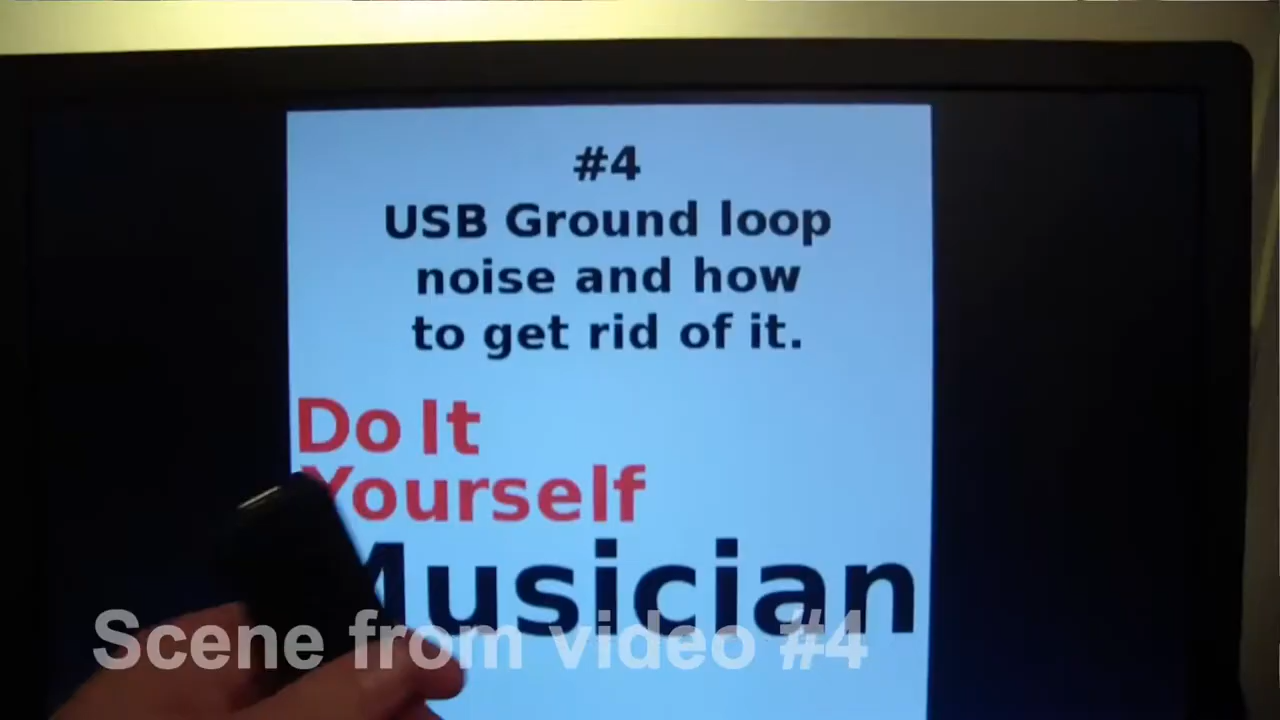 #4
USB Ground loop
noise and how
to get rid of it.
Do It
Yourself
Musician
Scene from video #4